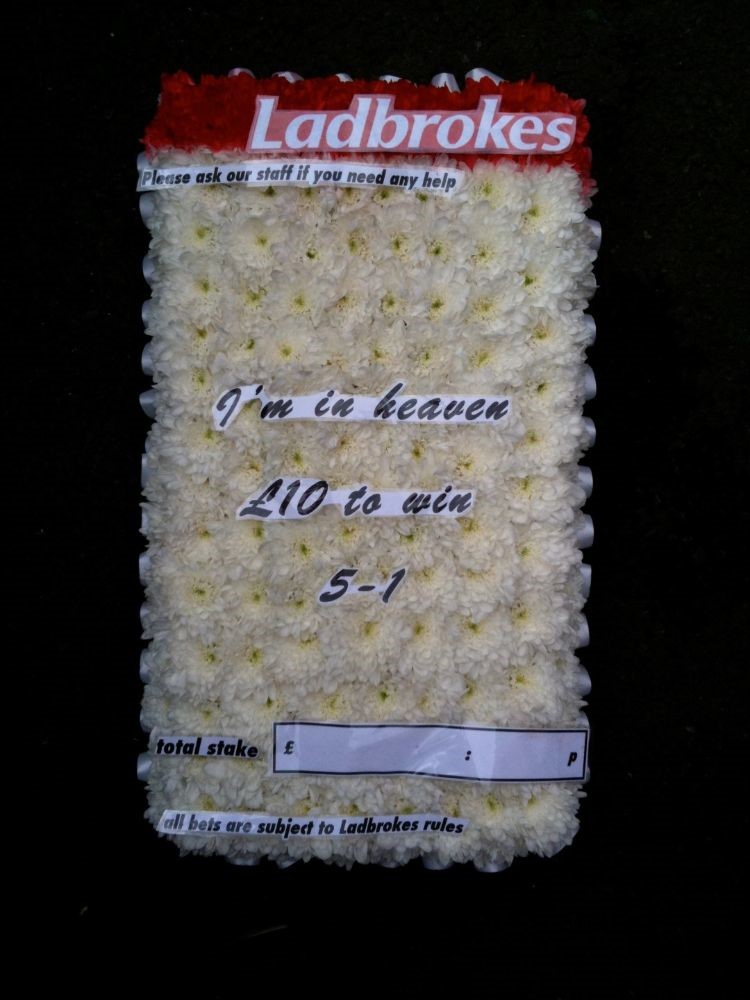 Ladbrokes
Please ask our staff if you need any help
I'm in heaven
£10 to win
5-1
total stake £ : p
all bets are subject to Ladbrokes rules